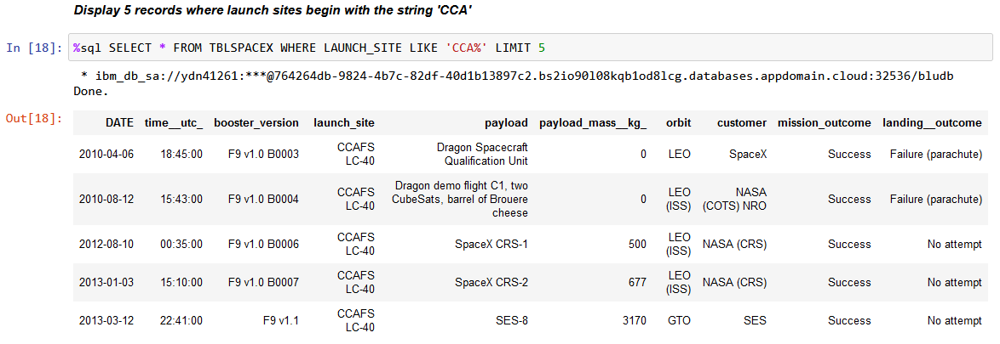 Display 5 records where launch sites begin with the string 'CCA'
In [18]: %sql SELECT * FROM TBLSPACEX WHERE LAUNCH_SITE LIKE 'CCA%' LIMIT 5
* ibm_db_sa://ydn41261:***@764264db-9824-4b7c-82df-40d1b13897c2.bs2io90l08kqb1od8lcg.databases.appdomain.cloud:32536/bludb
Done.
Out[18]:
DATE time__utc_ booster_version launch_site payload payload_mass__kg_ orbit customer mission_outcome landing__outcome
2010-04-06 18:45:00 F9 v1.0 B0003 CCAFS LC-40 Dragon Spacecraft Qualification Unit 0 LEO SpaceX Success Failure (parachute)
2010-08-12 15:43:00 F9 v1.0 B0004 CCAFS LC-40 Dragon demo flight C1, two CubeSats, barrel of Brouere cheese 0 LEO (ISS) NASA (COTS) NRO Success Failure (parachute)
2012-08-10 00:35:00 F9 v1.0 B0006 CCAFS LC-40 SpaceX CRS-1 500 LEO (ISS) NASA (CRS) Success No attempt
2013-01-03 15:10:00 F9 v1.0 B0007 CCAFS LC-40 SpaceX CRS-2 677 LEO (ISS) NASA (CRS) Success No attempt
2013-03-12 22:41:00 F9 v1.1 CCAFS LC-40 SES-8 3170 GTO SES Success No attempt